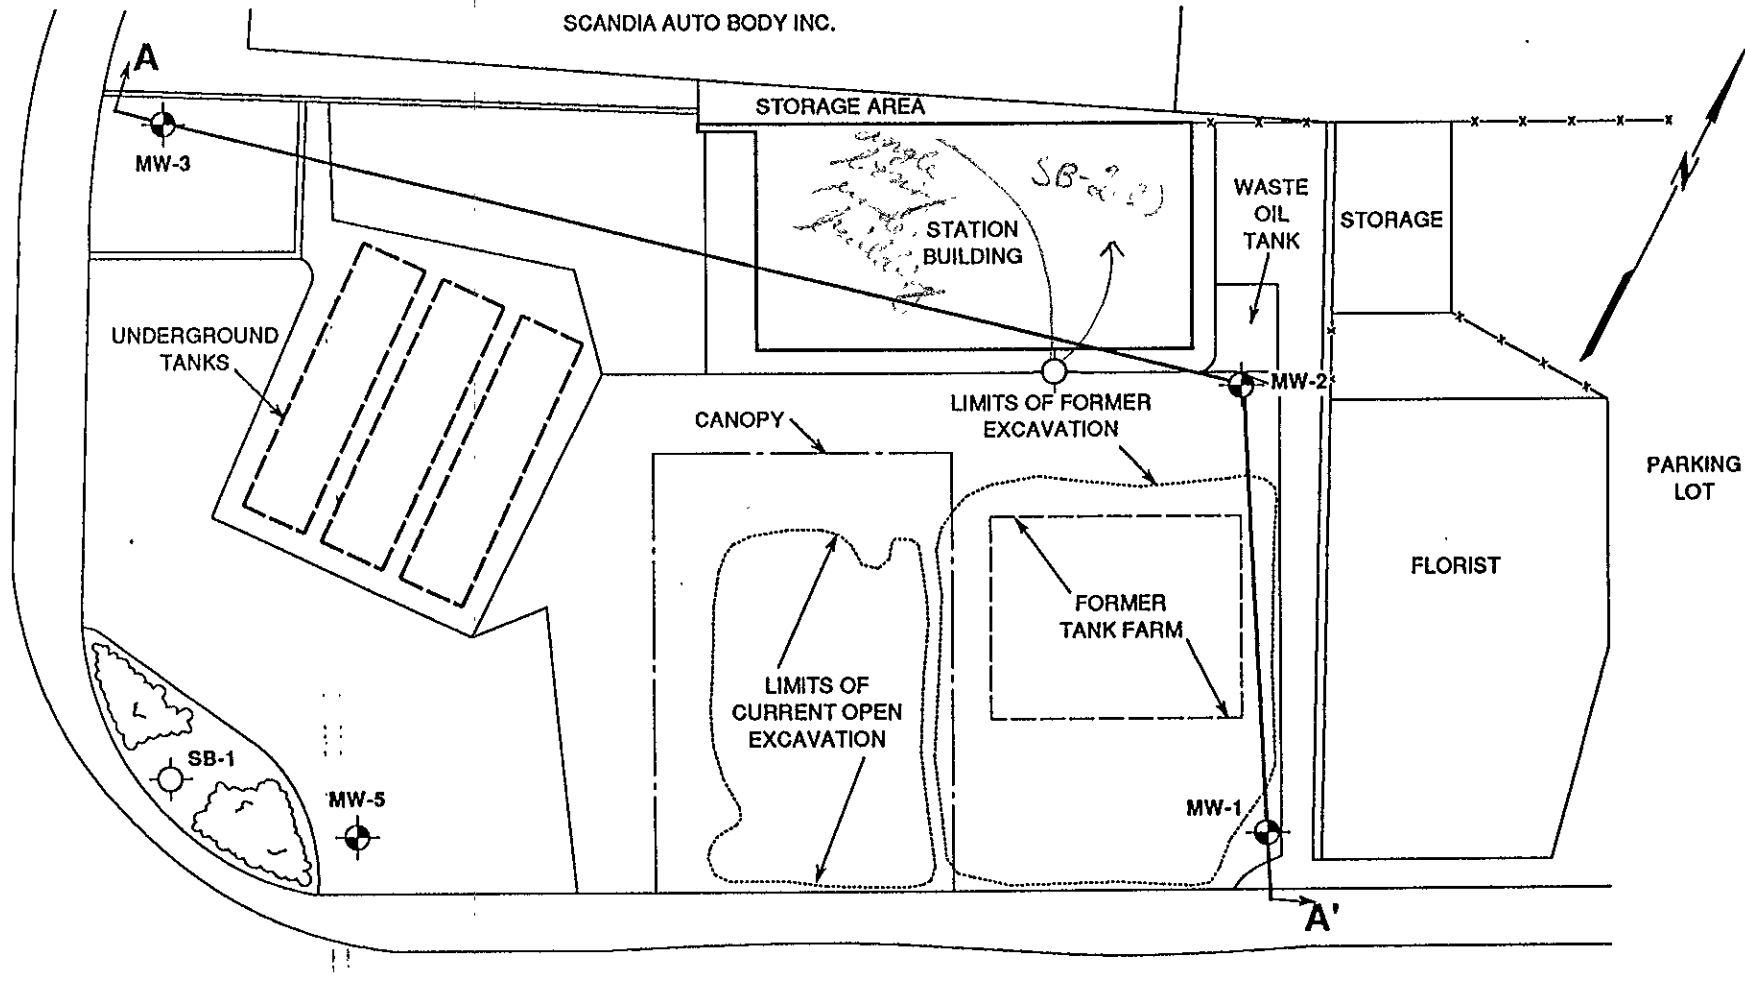 SCANDIA AUTO BODY INC.
A
STORAGE AREA
MW-3
angle
SB-2(?)
WASTE
OIL
TANK
STORAGE
N
STATION
BUILDING
building
UNDERGROUND
TANKS
MW-2
LIMITS OF FORMER
EXCAVATION
CANOPY
PARKING
LOT
FLORIST
FORMER
TANK FARM
LIMITS OF
CURRENT OPEN
EXCAVATION
SB-1
MW-5
MW-1
A'